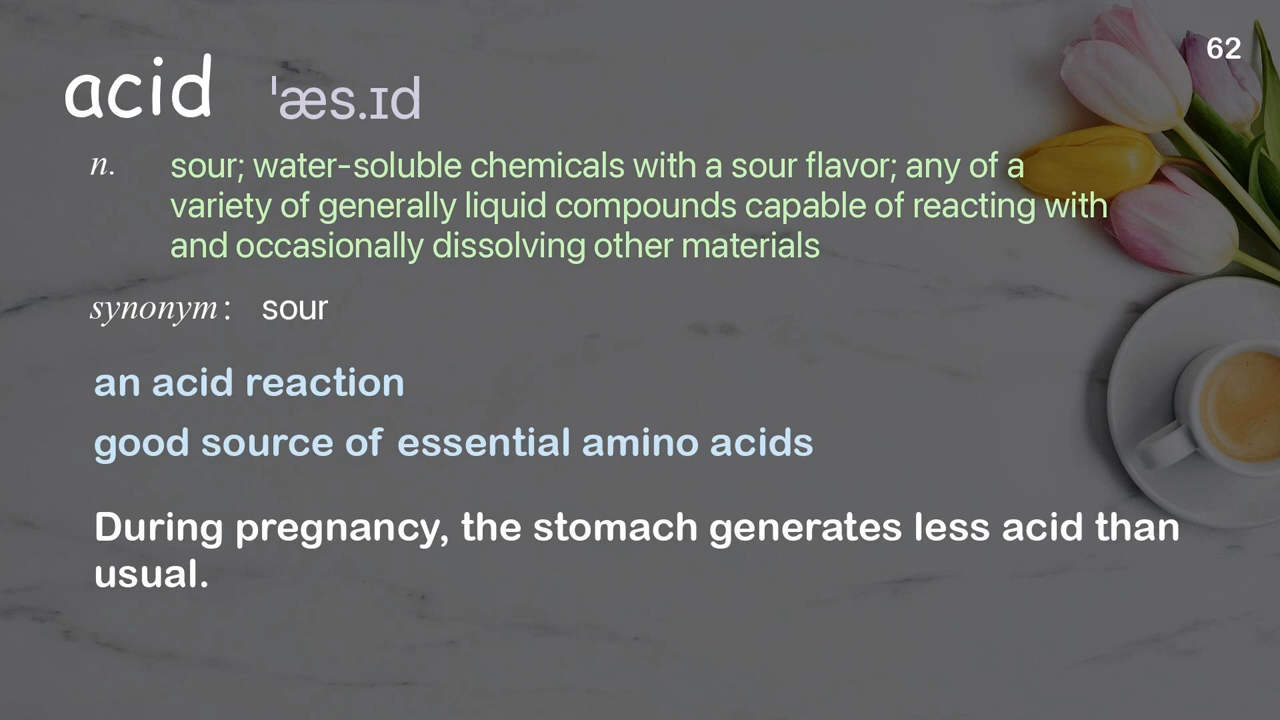 62
acid ˈæs.ɪd
n. sour; water-soluble chemicals with a sour flavor; any of a
variety of generally liquid compounds capable of reacting with
and occasionally dissolving other materials
synonym: sour
an acid reaction
good source of essential amino acids
During pregnancy, the stomach generates less acid than
usual.